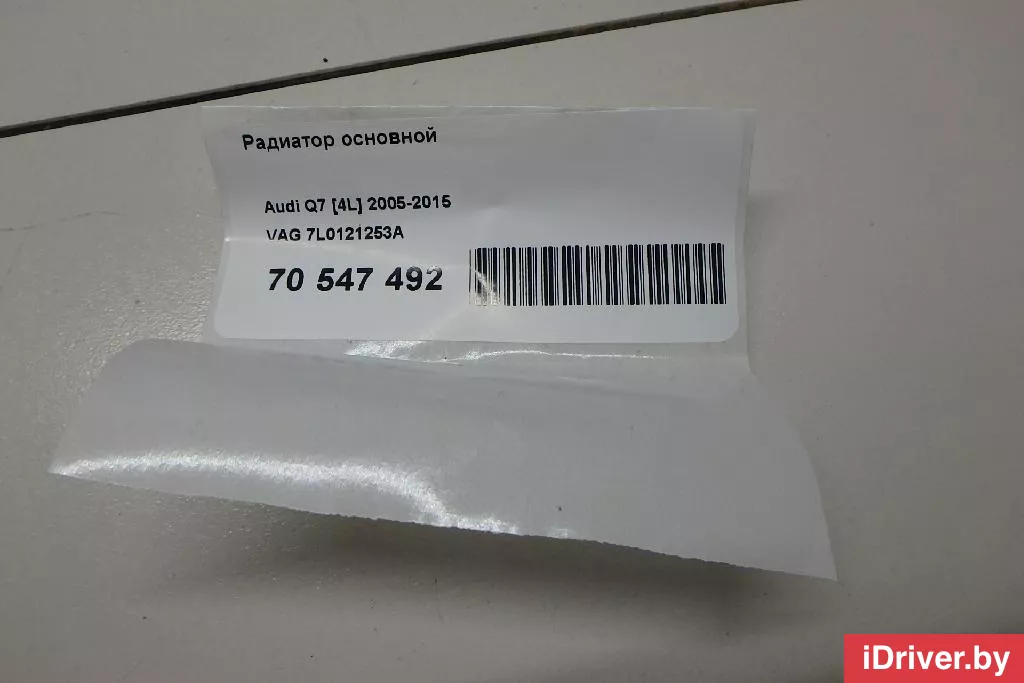 Радиатор основной
Audi Q7 [4L] 2005-2015
VAG 7L0121253A
70 547 492
iDriver.by